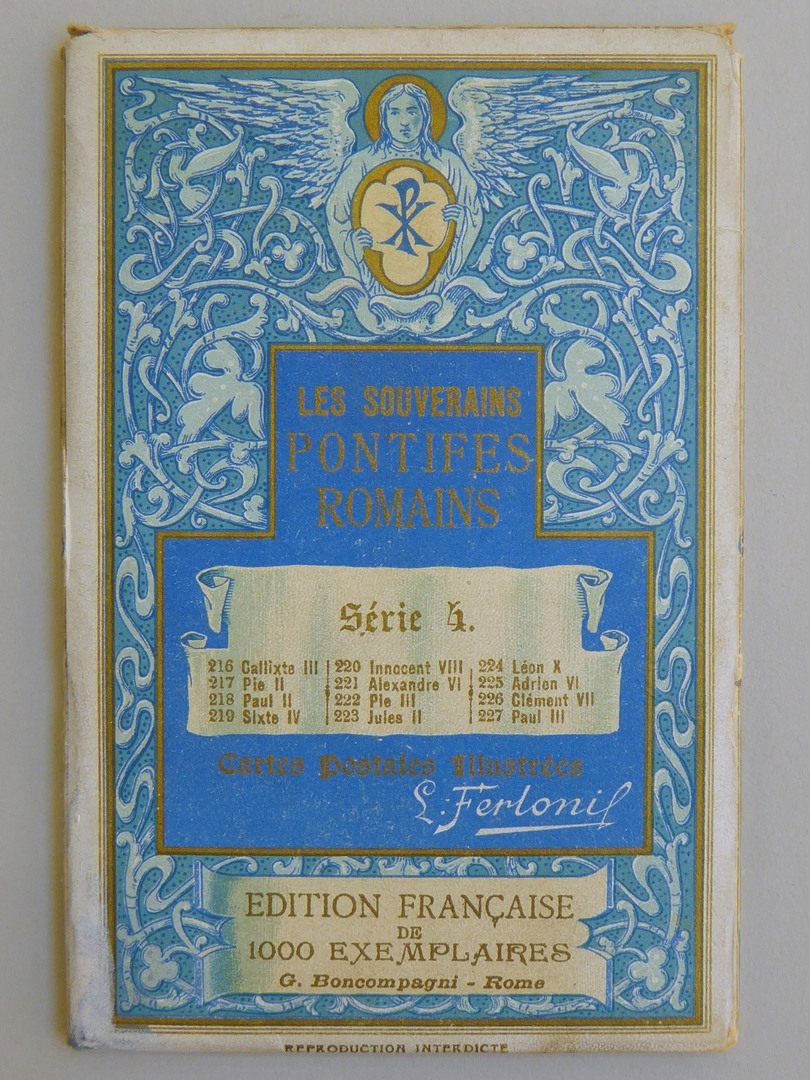 LES SOUVERAINS
PONTIFES
ROMAINS
Série 4.
216 Callixte III
217 Pie II
218 Paul II
219 Sixte IV
220 Innocent VIII
221 Alexandre VI
222 Pie III
223 Jules II
224 Léon X
225 Adrien VI
226 Clément VII
227 Paul III
Cartes Postales Illustrées
L. Ferloni
EDITION FRANÇAISE
DE
1000 EXEMPLAIRES
G. Boncompagni - Rome
REPRODUCTION INTERDICTE